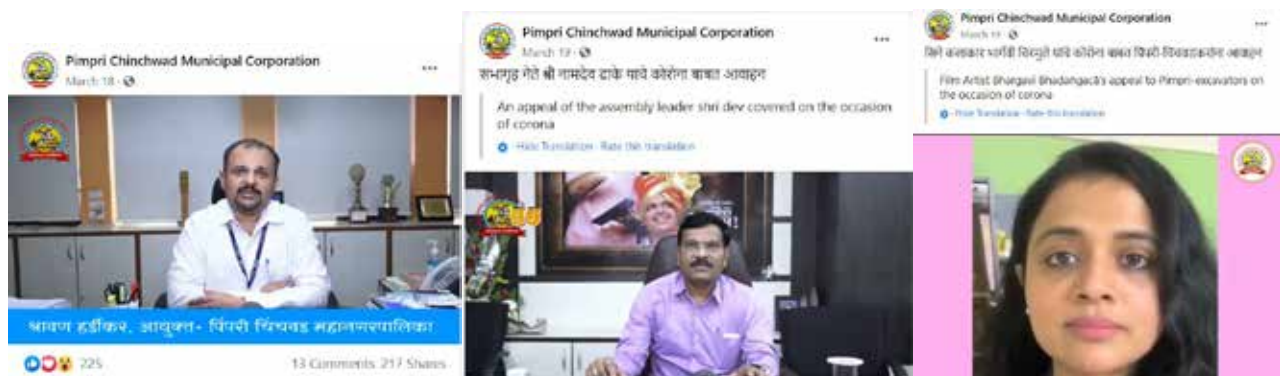 Pimpri Chinchwad Municipal Corporation
March 18
श्रावण हर्डीकर, आयुक्त- पिंपरी चिंचवड महानगरपालिका
225
13 Comments 217 Shares
Pimpri Chinchwad Municipal Corporation
March 19
सभागृह नेते श्री नामदेव ढाके यांचे कोरोना बाबत आवाहन
An appeal of the assembly leader shri dev covered on the occasion
of corona
Hide Translation · Rate this translation
Pimpri Chinchwad Municipal Corporation
March 19
कोरोना बाबत
Film Artist Bhargavi Appeal to Pimpri-excavators on
the occasion of corona
Hide Translation · Rate this translation